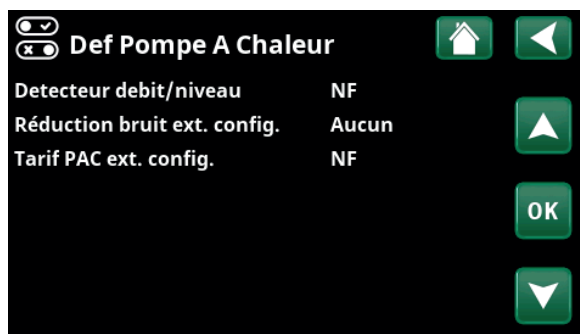 Def Pompe A Chaleur
Detecteur debit/niveau NF
Réduction bruit ext. config. Aucun
Tarif PAC ext. config. NF
OK